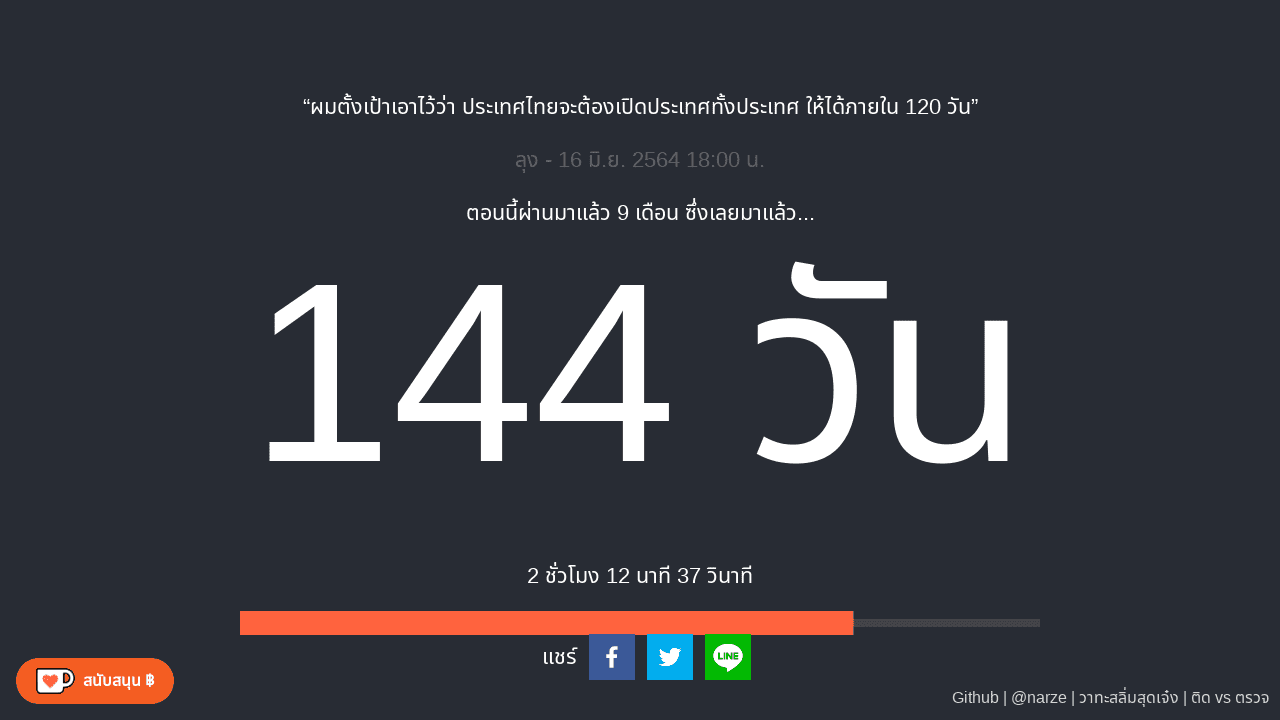 “ผมตั้งเป้าเอาไว้ว่า ประเทศไทยจะต้องเปิดประเทศทั้งประเทศ ให้ได้ภายใน 120 วัน”
ลุง - 16 มิ.ย. 2564 18:00 น.
ตอนนี้ผ่านมาแล้ว 9 เดือน ซึ่งเลยมาแล้ว...
144 วัน
2 ชั่วโมง 12 นาที 37 วินาที
แชร์
LINE
สนับสนุน ฿
Github | @narze | วาทะสลิ่มสุดเจ๋ง | ติด vs ตรวจ